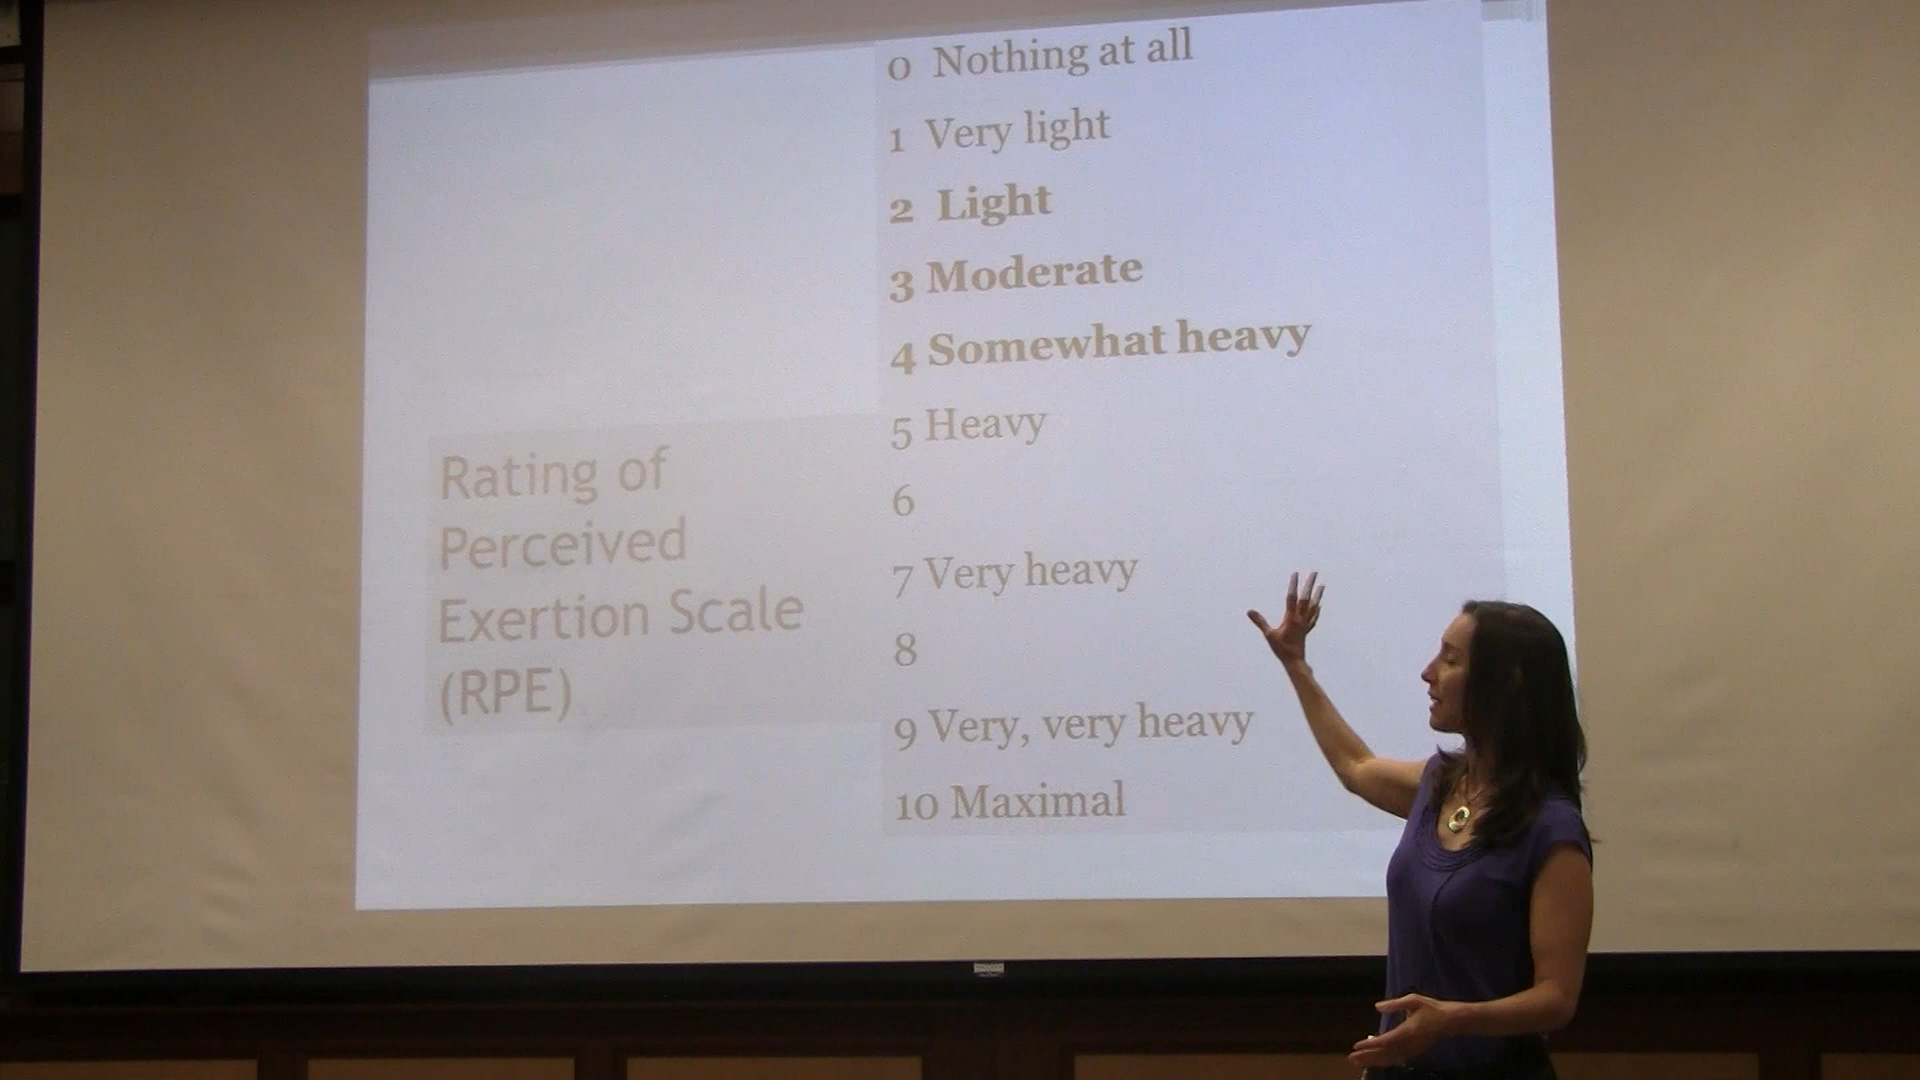 Rating of
Perceived
Exertion Scale
(RPE)
0 Nothing at all
1 Very light
2 Light
3 Moderate
4 Somewhat heavy
5 Heavy
6
7 Very heavy
8
9 Very, very heavy
10 Maximal